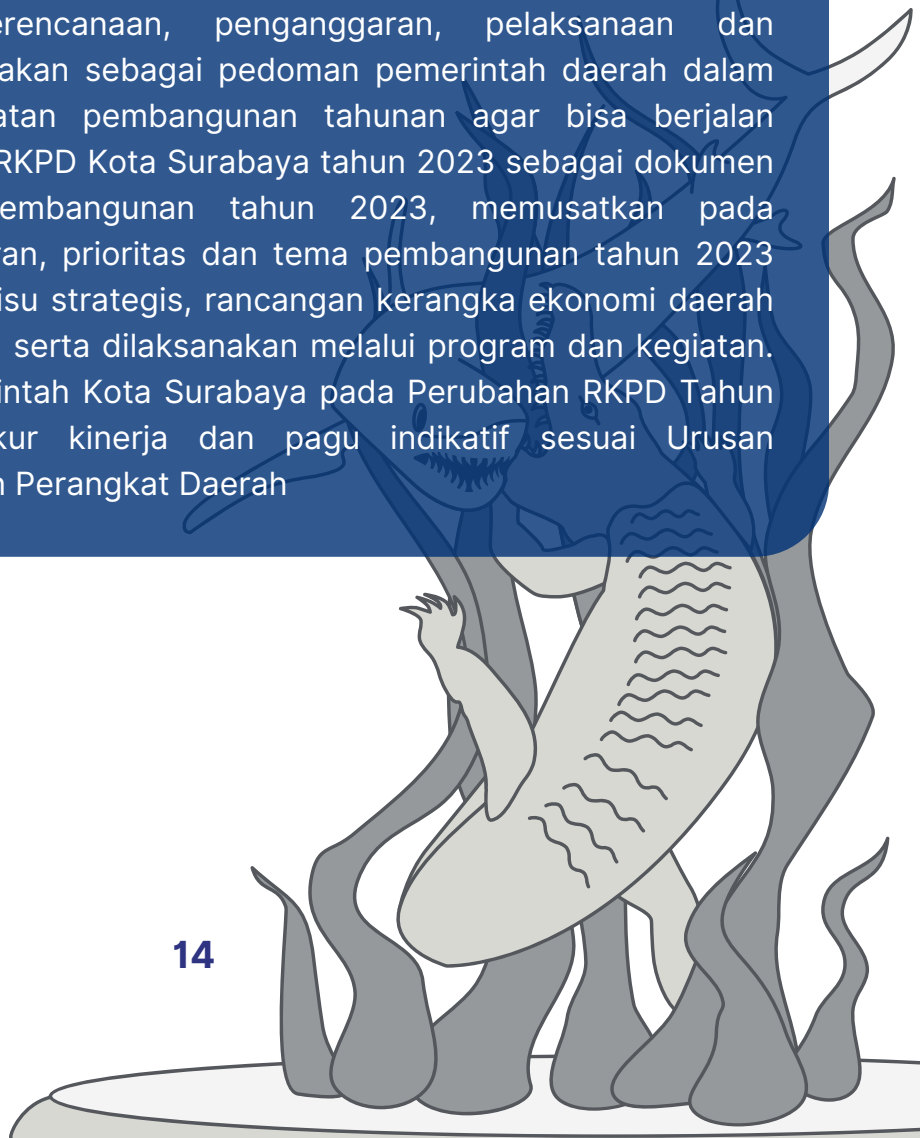 erencanaan, penganggaran, pelaksanaan dan
akan sebagai pedoman pemerintah daerah dalam
atan pembangunan tahunan agar bisa berjalan
RKPD Kota Surabaya tahun 2023 sebagai dokumen
embangunan tahun 2023, memusatkan pada
an, prioritas dan tema pembangunan tahun 2023
isu strategis, rancangan kerangka ekonomi daerah
serta dilaksanakan melalui program dan kegiatan.
intah Kota Surabaya pada Perubahan RKPD Tahun
kur kinerja dan pagu indikatif sesuai Urusan
n Perangkat Daerah
14